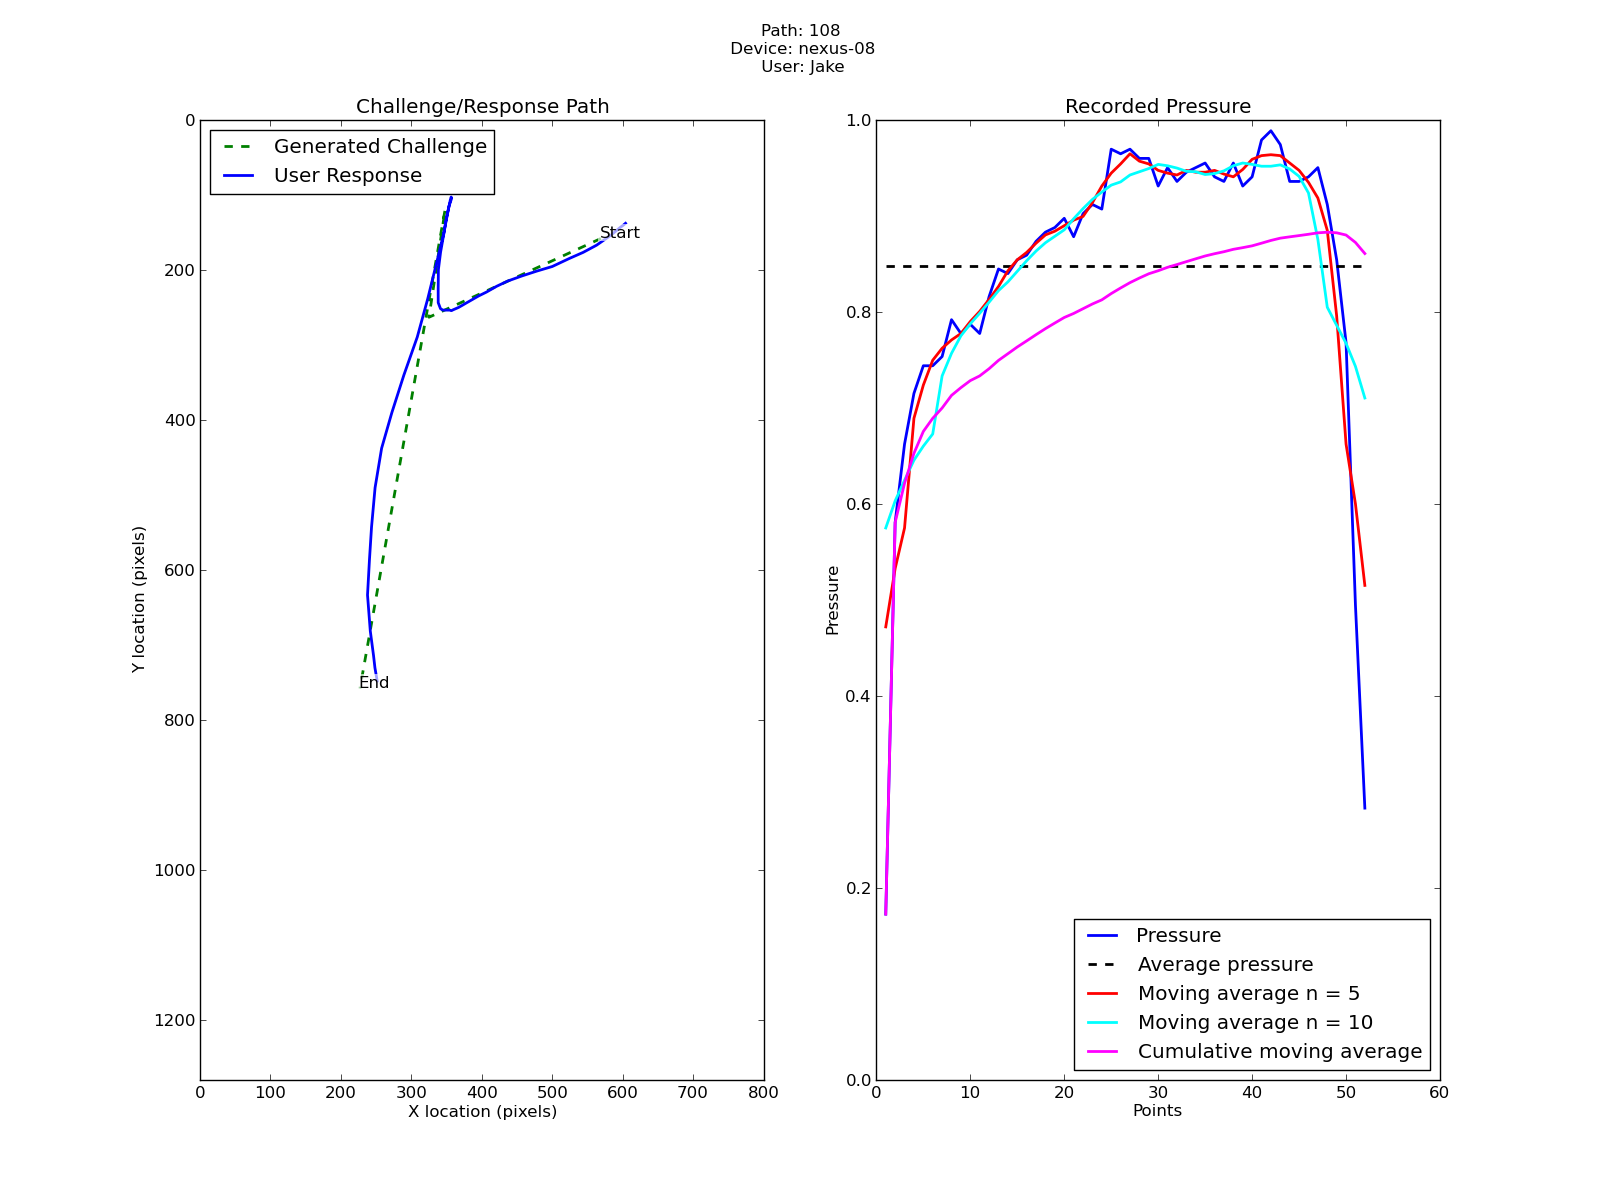 Path: 108
Device: nexus-08
User: Jake
Challenge/Response Path
Generated Challenge
User Response
Start
End
0
200
400
600
800
1000
1200
Y location (pixels)
0 100 200 300 400 500 600 700 800
X location (pixels)
Recorded Pressure
1.0
0.8
0.6
0.4
0.2
0.0
Pressure
Pressure
Average pressure
Moving average n = 5
Moving average n = 10
Cumulative moving average
0 10 20 30 40 50 60
Points